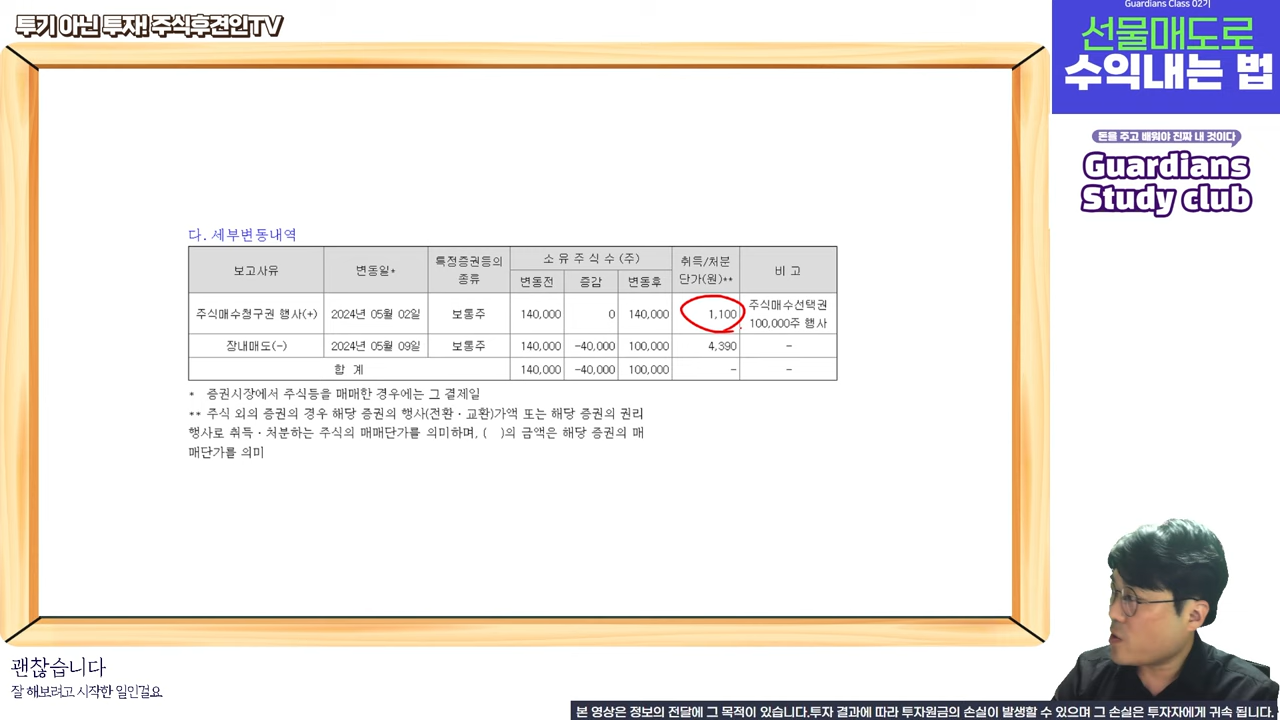 투기 아닌 투자! 주식후견인TV
Guardians Class 02기
선물매도로
수익내는 법
돈을 주고 배워야 진짜 내 것이다
Guardians
Study club
다. 세부변동내역
보고사유 변동일* 특정증권등의 종류 소 유 주 식 수 (주) 취득/처분 단가(원)** 비 고
변동전 증감 변동후
주식매수청구권 행사(+) 2024년 05월 02일 보통주 140,000 0 140,000 1,100 주식매수선택권 100,000주 행사
장내매도(-) 2024년 05월 09일 보통주 140,000 -40,000 100,000 4,390 -
합 계 140,000 -40,000 100,000 - -
* 증권시장에서 주식등을 매매한 경우에는 그 결제일
** 주식 외의 증권의 경우 해당 증권의 행사(전환·교환)가액 또는 해당 증권의 권리
행사로 취득·처분하는 주식의 매매단가를 의미하며, ( )의 금액은 해당 증권의 매
매단가를 의미
괜찮습니다
잘 해보려고 시작한 일인걸요
본 영상은 정보의 전달에 그 목적이 있습니다.투자 결과에 따라 투자원금의 손실이 발생할 수 있으며 그 손실은 투자자에게 귀속 됩니다.